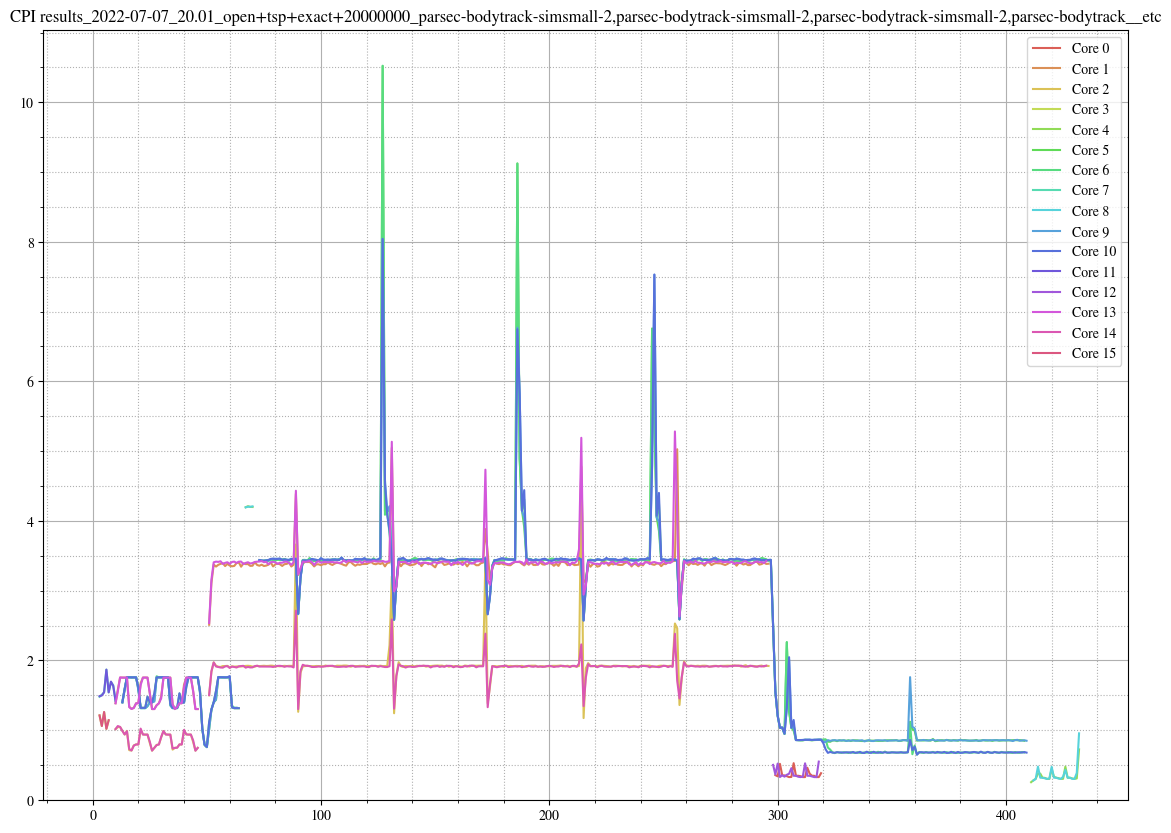 CPI results_2022-07-07_20.01_open+tsp+exact+20000000_parsec-bodytrack-simsmall-2,parsec-bodytrack-simsmall-2,parsec-bodytrack-simsmall-2,parsec-bodytrack__etc
Core 0
Core 1
Core 2
Core 3
Core 4
Core 5
Core 6
Core 7
Core 8
Core 9
Core 10
Core 11
Core 12
Core 13
Core 14
Core 15
10
8
6
4
2
0
0 100 200 300 400